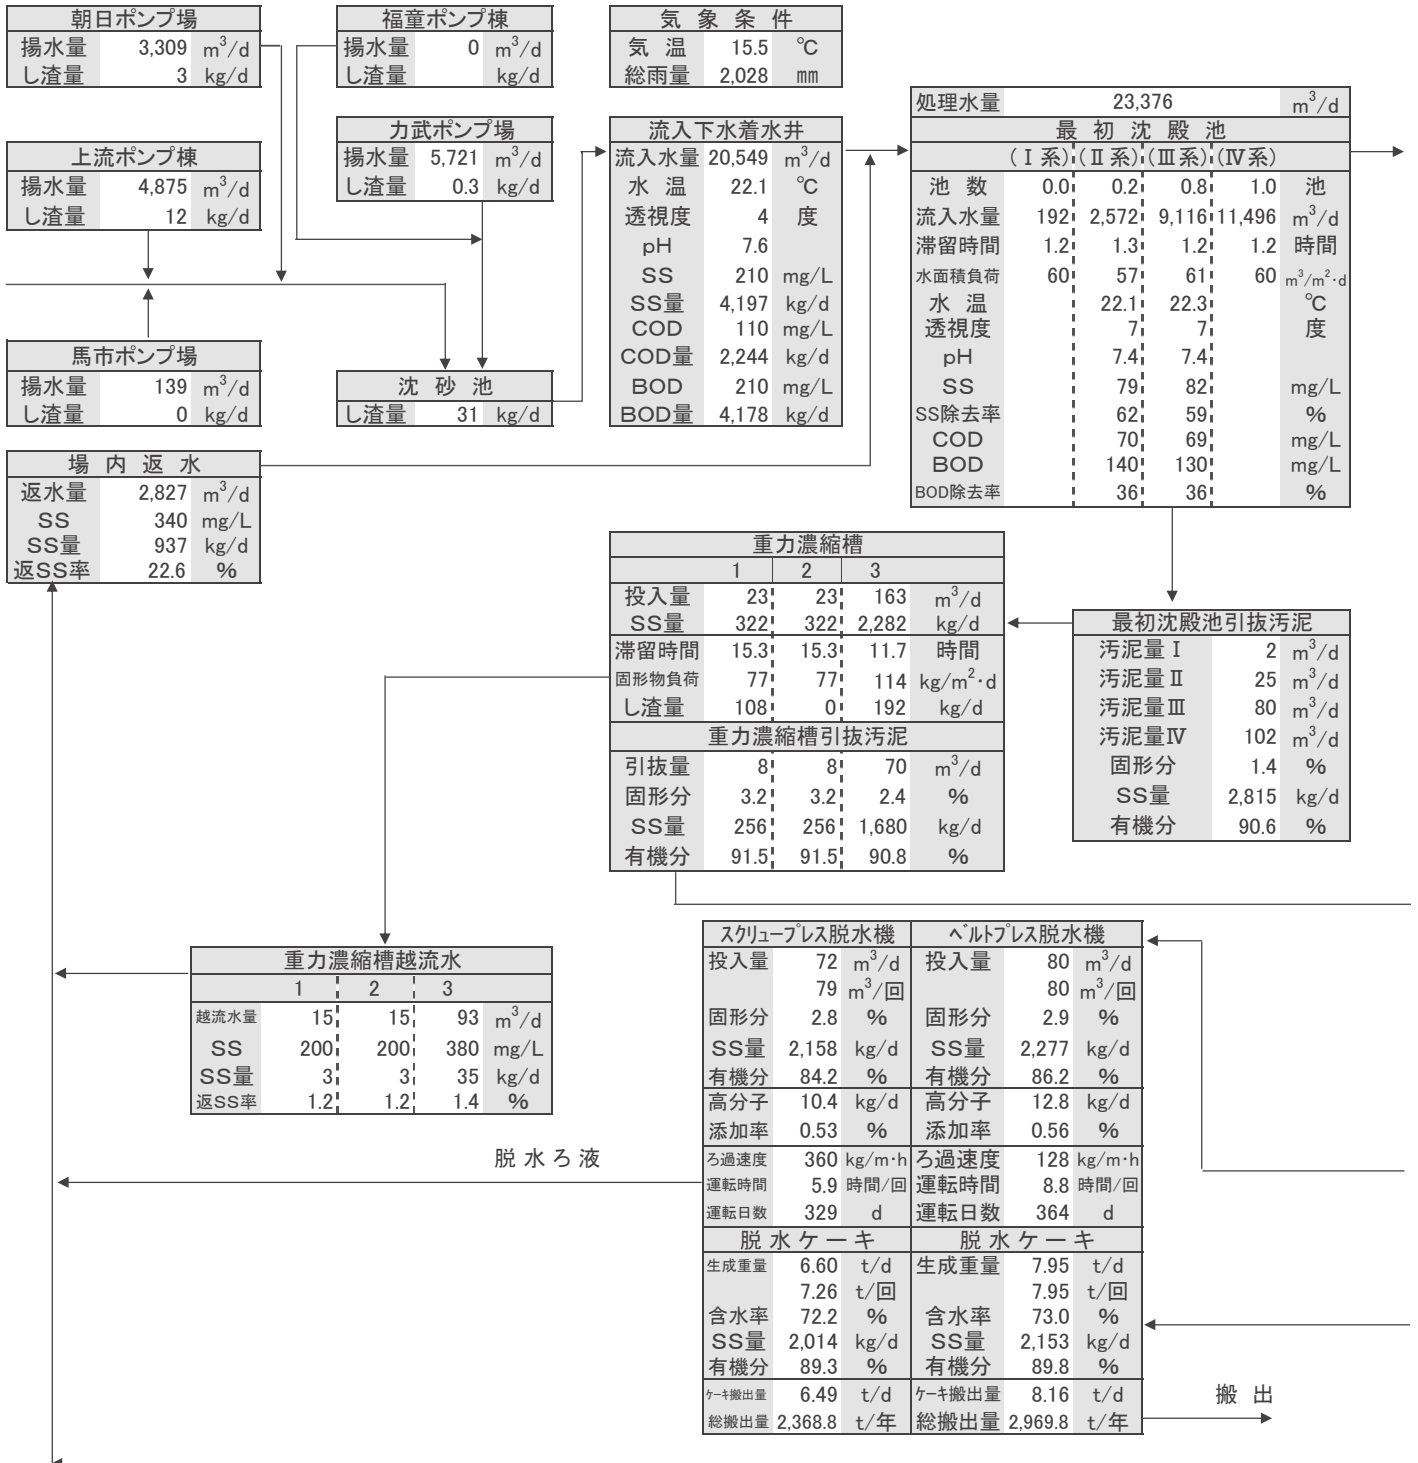 朝日ポンプ場
揚水量 3,309 m³/d
し渣量 3 kg/d
福童ポンプ棟
揚水量 0 m³/d
し渣量 kg/d
気 象 条 件
気 温 15.5 ℃
総雨量 2,028 mm
上流ポンプ棟
揚水量 4,875 m³/d
し渣量 12 kg/d
力武ポンプ場
揚水量 5,721 m³/d
し渣量 0.3 kg/d
馬市ポンプ場
揚水量 139 m³/d
し渣量 0 kg/d
沈 砂 池
し渣量 31 kg/d
流入下水着水井
流入水量 20,549 m³/d
水 温 22.1 ℃
透視度 4 度
pH 7.6
SS 210 mg/L
SS量 4,197 kg/d
COD 110 mg/L
COD量 2,244 kg/d
BOD 210 mg/L
BOD量 4,178 kg/d
処理水量 23,376 m³/d
最 初 沈 殿 池
(Ⅰ系) (Ⅱ系) (Ⅲ系) (Ⅳ系)
池 数 0.0 0.2 0.8 1.0 池
流入水量 192 2,572 9,116 11,496 m³/d
滞留時間 1.2 1.3 1.2 1.2 時間
水面積負荷 60 57 61 60 m³/m²・d
水 温 22.1 22.3 ℃
透視度 7 7 度
pH 7.4 7.4
SS 79 82 mg/L
SS除去率 62 59 %
COD 70 69 mg/L
BOD 140 130 mg/L
BOD除去率 36 36 %
場 内 返 水
返水量 2,827 m³/d
SS 340 mg/L
SS量 937 kg/d
返SS率 22.6 %
重力濃縮槽
1 2 3
投入量 23 23 163 m³/d
SS量 322 322 2,282 kg/d
滞留時間 15.3 15.3 11.7 時間
固形物負荷 77 77 114 kg/m²・d
し渣量 108 0 192 kg/d
重力濃縮槽引抜汚泥
引抜量 8 8 70 m³/d
固形分 3.2 3.2 2.4 %
SS量 256 256 1,680 kg/d
有機分 91.5 91.5 90.8 %
最初沈殿池引抜汚泥
汚泥量Ⅰ 2 m³/d
汚泥量Ⅱ 25 m³/d
汚泥量Ⅲ 80 m³/d
汚泥量Ⅳ 102 m³/d
固形分 1.4 %
SS量 2,815 kg/d
有機分 90.6 %
重力濃縮槽越流水
1 2 3
越流水量 15 15 93 m³/d
SS 200 200 380 mg/L
SS量 3 3 35 kg/d
返SS率 1.2 1.2 1.4 %
脱水ろ液
スクリュープレス脱水機 ベルトプレス脱水機
投入量 72 m³/d 投入量 80 m³/d
79 m³/回 80 m³/回
固形分 2.8 % 固形分 2.9 %
SS量 2,158 kg/d SS量 2,277 kg/d
有機分 84.2 % 有機分 86.2 %
高分子 10.4 kg/d 高分子 12.8 kg/d
添加率 0.53 % 添加率 0.56 %
ろ過速度 360 kg/m・h ろ過速度 128 kg/m・h
運転時間 5.9 時間/回 運転時間 8.8 時間/回
運転日数 329 d 運転日数 364 d
脱 水 ケ ー キ 脱 水 ケ ー キ
生成重量 6.60 t/d 生成重量 7.95 t/d
7.26 t/回 7.95 t/回
含水率 72.2 % 含水率 73.0 %
SS量 2,014 kg/d SS量 2,153 kg/d
有機分 89.3 % 有機分 89.8 %
ケーキ搬出量 6.49 t/d ケーキ搬出量 8.16 t/d
総搬出量 2,368.8 t/年 総搬出量 2,969.8 t/年
搬 出